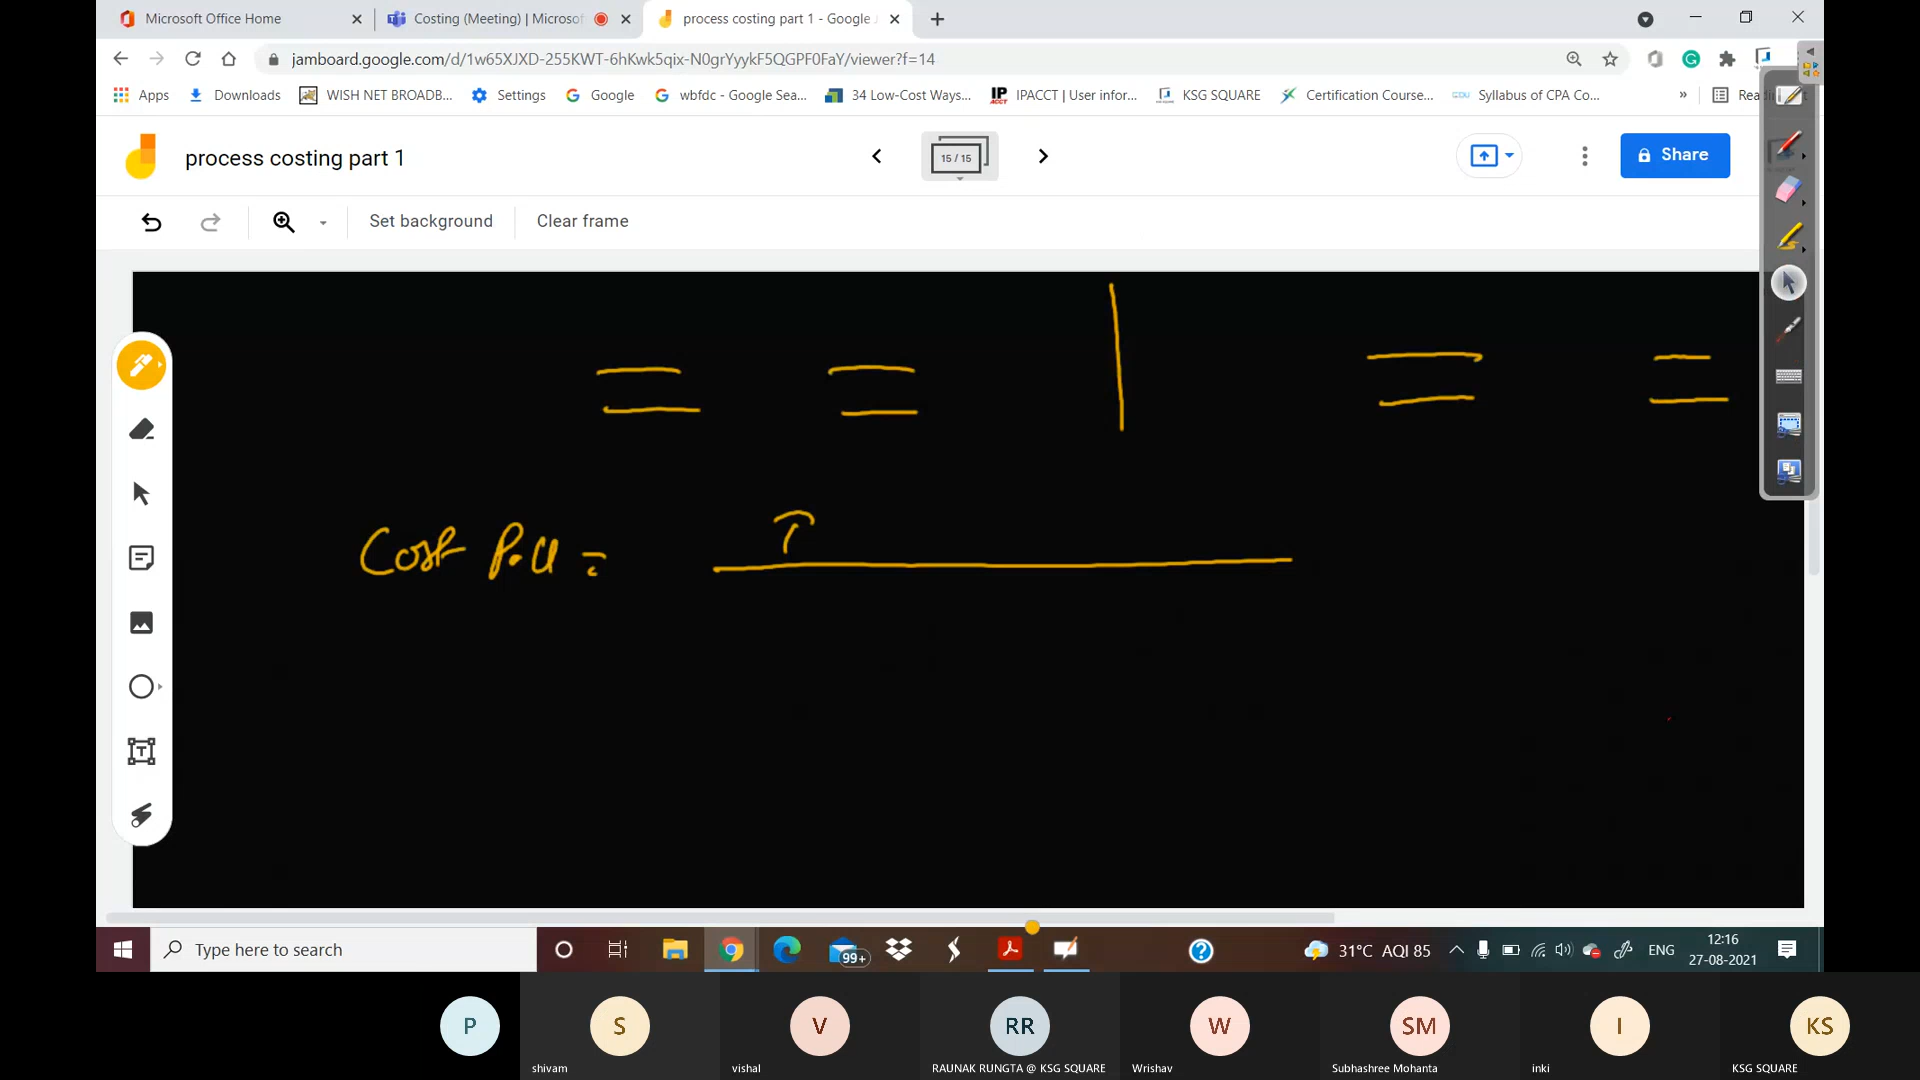 Microsoft Office Home
Costing (Meeting) | Microsof
process costing part 1 - Google J
jamboard.google.com/d/1w65XJXD-255KWT-6hKwk5qix-N0grYyykF5QGPF0FaY/viewer?f=14
Apps Downloads WISH NET BROADB... Settings Google wbfdc - Google Sea... 34 Low-Cost Ways... IPACCT | User infor... KSG SQUARE Certification Course... Syllabus of CPA Co... » Readi
process costing part 1
15 / 15
Share
Set background Clear frame
Cost P.U =
Type here to search
99+
31°C AQI 85
ENG
12:16
27-08-2021
P S V RR W SM I KS
shivam vishal RAUNAK RUNGTA @ KSG SQUARE Wrishav Subhashree Mohanta inki KSG SQUARE